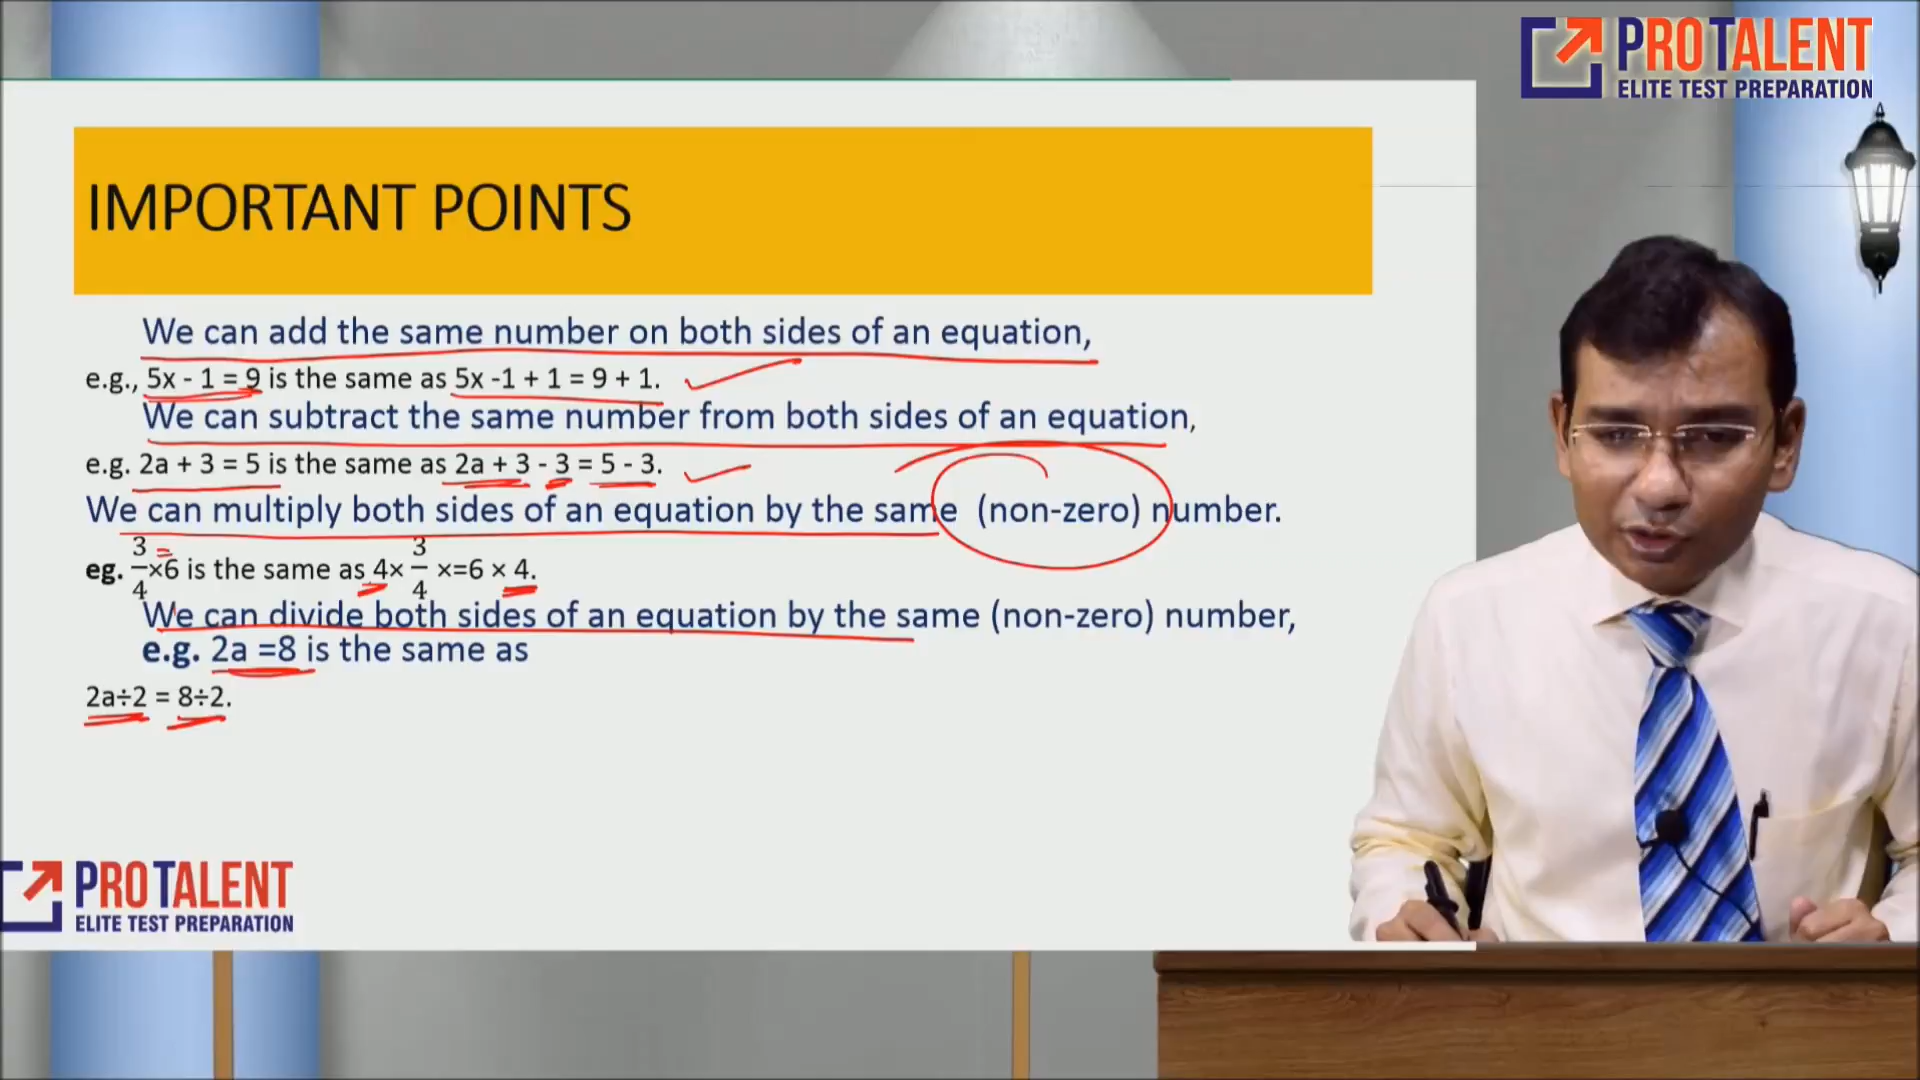 PROTALENT
ELITE TEST PREPARATION
IMPORTANT POINTS
We can add the same number on both sides of an equation,
e.g., 5x - 1 = 9 is the same as 5x -1 + 1 = 9 + 1.
We can subtract the same number from both sides of an equation,
e.g. 2a + 3 = 5 is the same as 2a + 3 - 3 = 5 - 3.
We can multiply both sides of an equation by the same (non-zero) number.
eg. 3/4 ×=6 is the same as 4× 3/4 ×=6 × 4.
We can divide both sides of an equation by the same (non-zero) number,
e.g. 2a =8 is the same as
2a÷2 = 8÷2.
PROTALENT
ELITE TEST PREPARATION